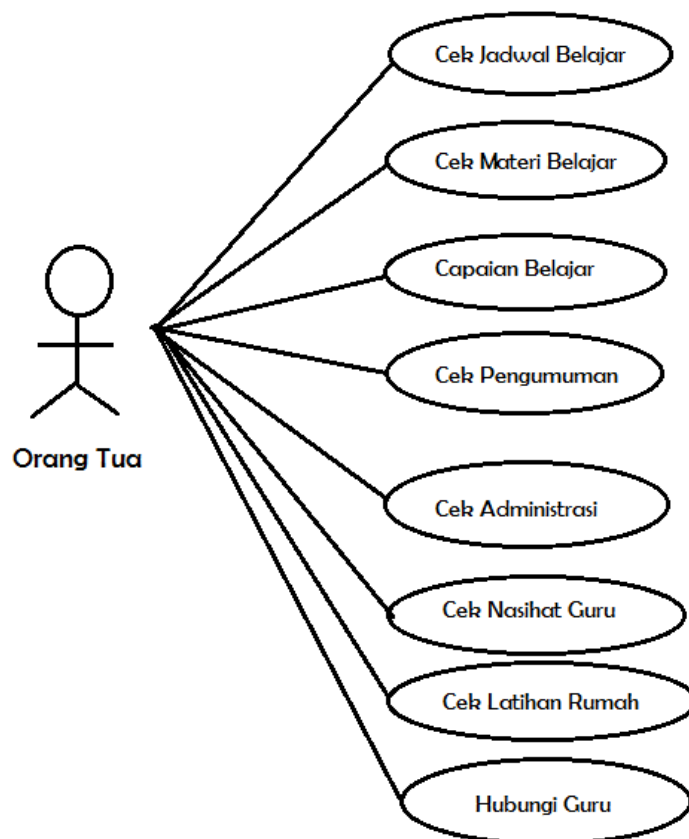 Cek Jadwal Belajar
Cek Materi Belajar
Capaian Belajar
Cek Pengumuman
Orang Tua
Cek Administrasi
Cek Nasihat Guru
Cek Latihan Rumah
Hubungi Guru